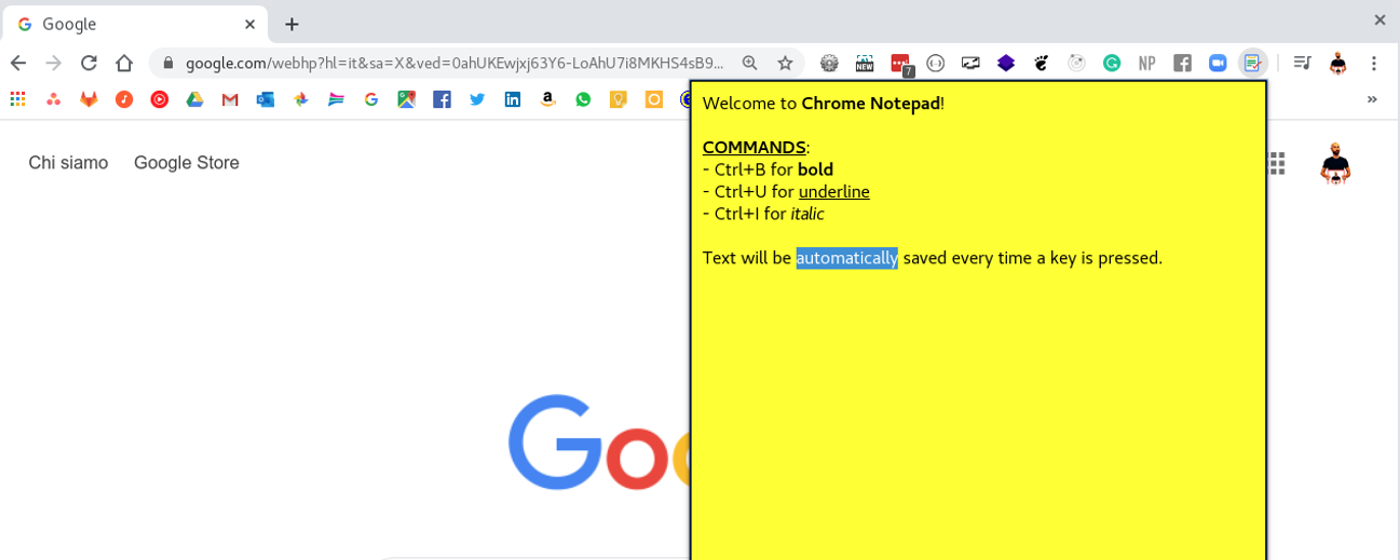 Google
google.com/webhp?hl=it&sa=X&ved=0ahUKEwjxj63Y6-LoAhU7i8MKHS4sB9...
NEW
7
NP
Chi siamo
Google Store
Welcome to Chrome Notepad!
COMMANDS:
- Ctrl+B for bold
- Ctrl+U for underline
- Ctrl+I for italic
Text will be automatically saved every time a key is pressed.
Goo